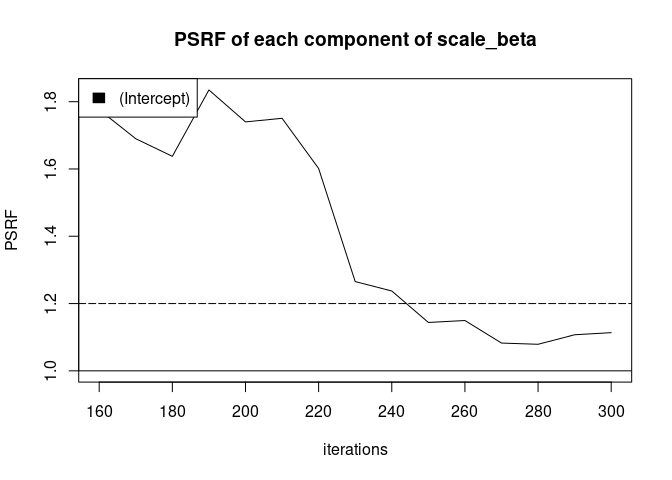 PSRF of each component of scale_beta
(Intercept)
PSRF
1.8
1.6
1.4
1.2
1.0
160 180 200 220 240 260 280 300
iterations